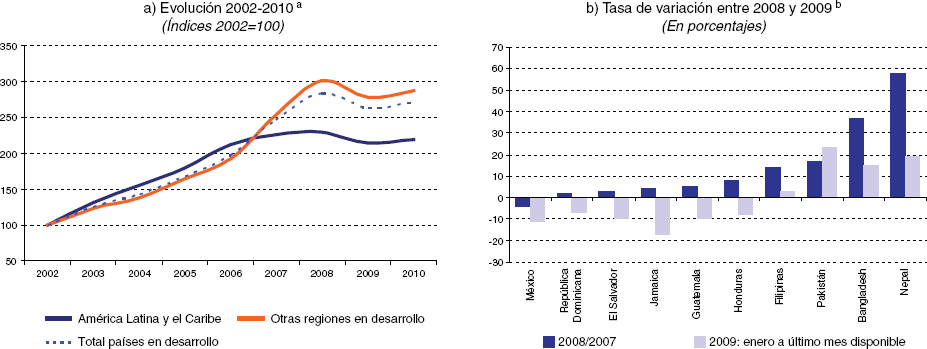 a) Evolución 2002-2010 a
(Índices 2002=100)
350
300
250
200
150
100
50
2002 2003 2004 2005 2006 2007 2008 2009 2010
América Latina y el Caribe
Otras regiones en desarrollo
Total países en desarrollo
b) Tasa de variación entre 2008 y 2009 b
(En porcentajes)
70
60
50
40
30
20
10
0
-10
-20
-30
México
República
Dominicana
El Salvador
Jamaica
Guatemala
Honduras
Filipinas
Pakistán
Bangladesh
Nepal
2008/2007
2009: enero a último mes disponible